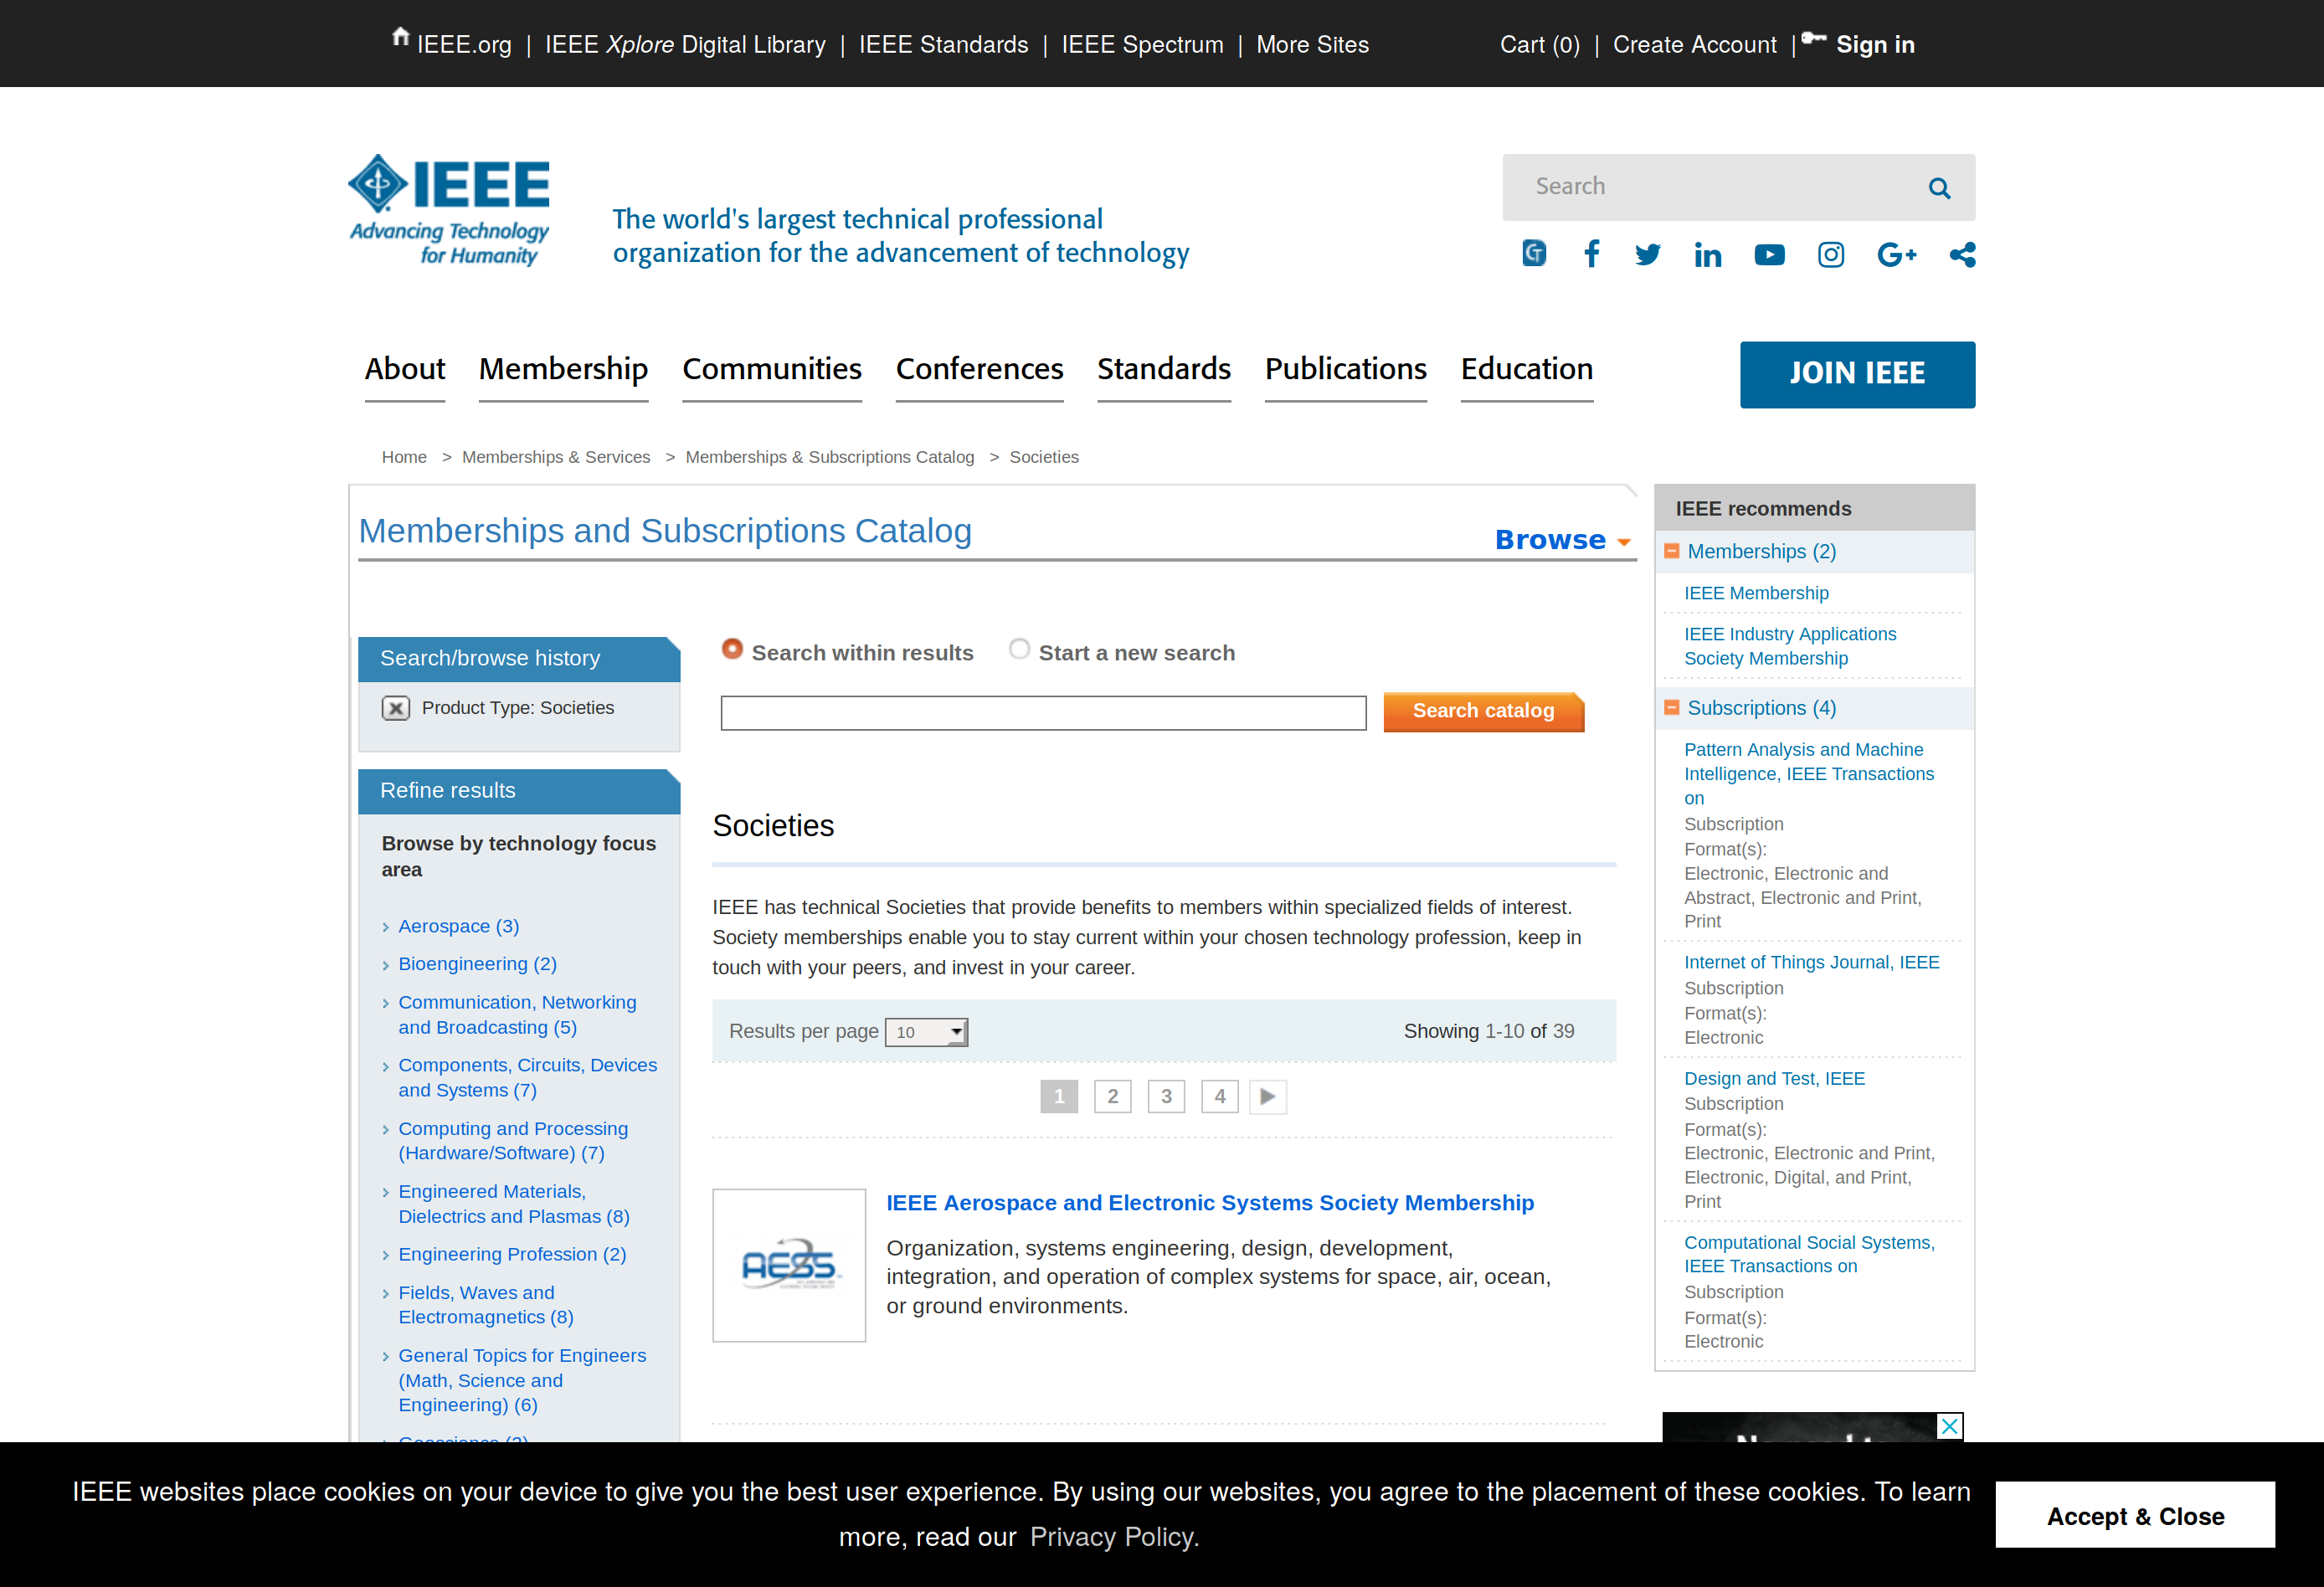 IEEE.org | IEEE Xplore Digital Library | IEEE Standards | IEEE Spectrum | More Sites
Cart (0) | Create Account | Sign in
IEEE
Advancing Technology
for Humanity
The world's largest technical professional
organization for the advancement of technology
Search
About Membership Communities Conferences Standards Publications Education
JOIN IEEE
Home > Memberships & Services > Memberships & Subscriptions Catalog > Societies
Memberships and Subscriptions Catalog
Browse
Search/browse history
Product Type: Societies
Refine results
Browse by technology focus
area
Aerospace (3)
Bioengineering (2)
Communication, Networking
and Broadcasting (5)
Components, Circuits, Devices
and Systems (7)
Computing and Processing
(Hardware/Software) (7)
Engineered Materials,
Dielectrics and Plasmas (8)
Engineering Profession (2)
Fields, Waves and
Electromagnetics (8)
General Topics for Engineers
(Math, Science and
Engineering) (6)
Search within results
Start a new search
Search catalog
Societies
IEEE has technical Societies that provide benefits to members within specialized fields of interest.
Society memberships enable you to stay current within your chosen technology profession, keep in
touch with your peers, and invest in your career.
Results per page 10
Showing 1-10 of 39
1 2 3 4
AESS
IEEE Aerospace and Electronic Systems Society Membership
Organization, systems engineering, design, development,
integration, and operation of complex systems for space, air, ocean,
or ground environments.
IEEE recommends
Memberships (2)
IEEE Membership
IEEE Industry Applications
Society Membership
Subscriptions (4)
Pattern Analysis and Machine
Intelligence, IEEE Transactions
on
Subscription
Format(s):
Electronic, Electronic and
Abstract, Electronic and Print,
Print
Internet of Things Journal, IEEE
Subscription
Format(s):
Electronic
Design and Test, IEEE
Subscription
Format(s):
Electronic, Electronic and Print,
Electronic, Digital, and Print,
Print
Computational Social Systems,
IEEE Transactions on
Subscription
Format(s):
Electronic
IEEE websites place cookies on your device to give you the best user experience. By using our websites, you agree to the placement of these cookies. To learn
more, read our Privacy Policy.
Accept & Close